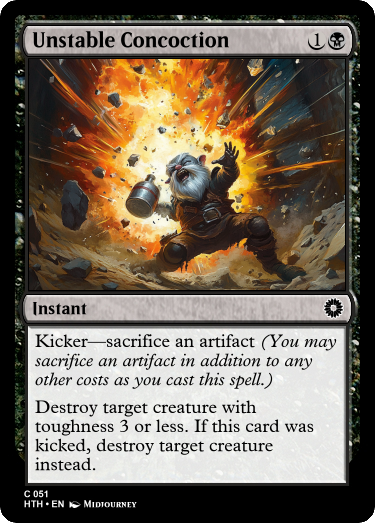 Unstable Concoction 1
Instant
Kicker—sacrifice an artifact (You may
sacrifice an artifact in addition to any
other costs as you cast this spell.)
Destroy target creature with
toughness 3 or less. If this card was
kicked, destroy target creature
instead.
C 051
HTH • EN Midjourney